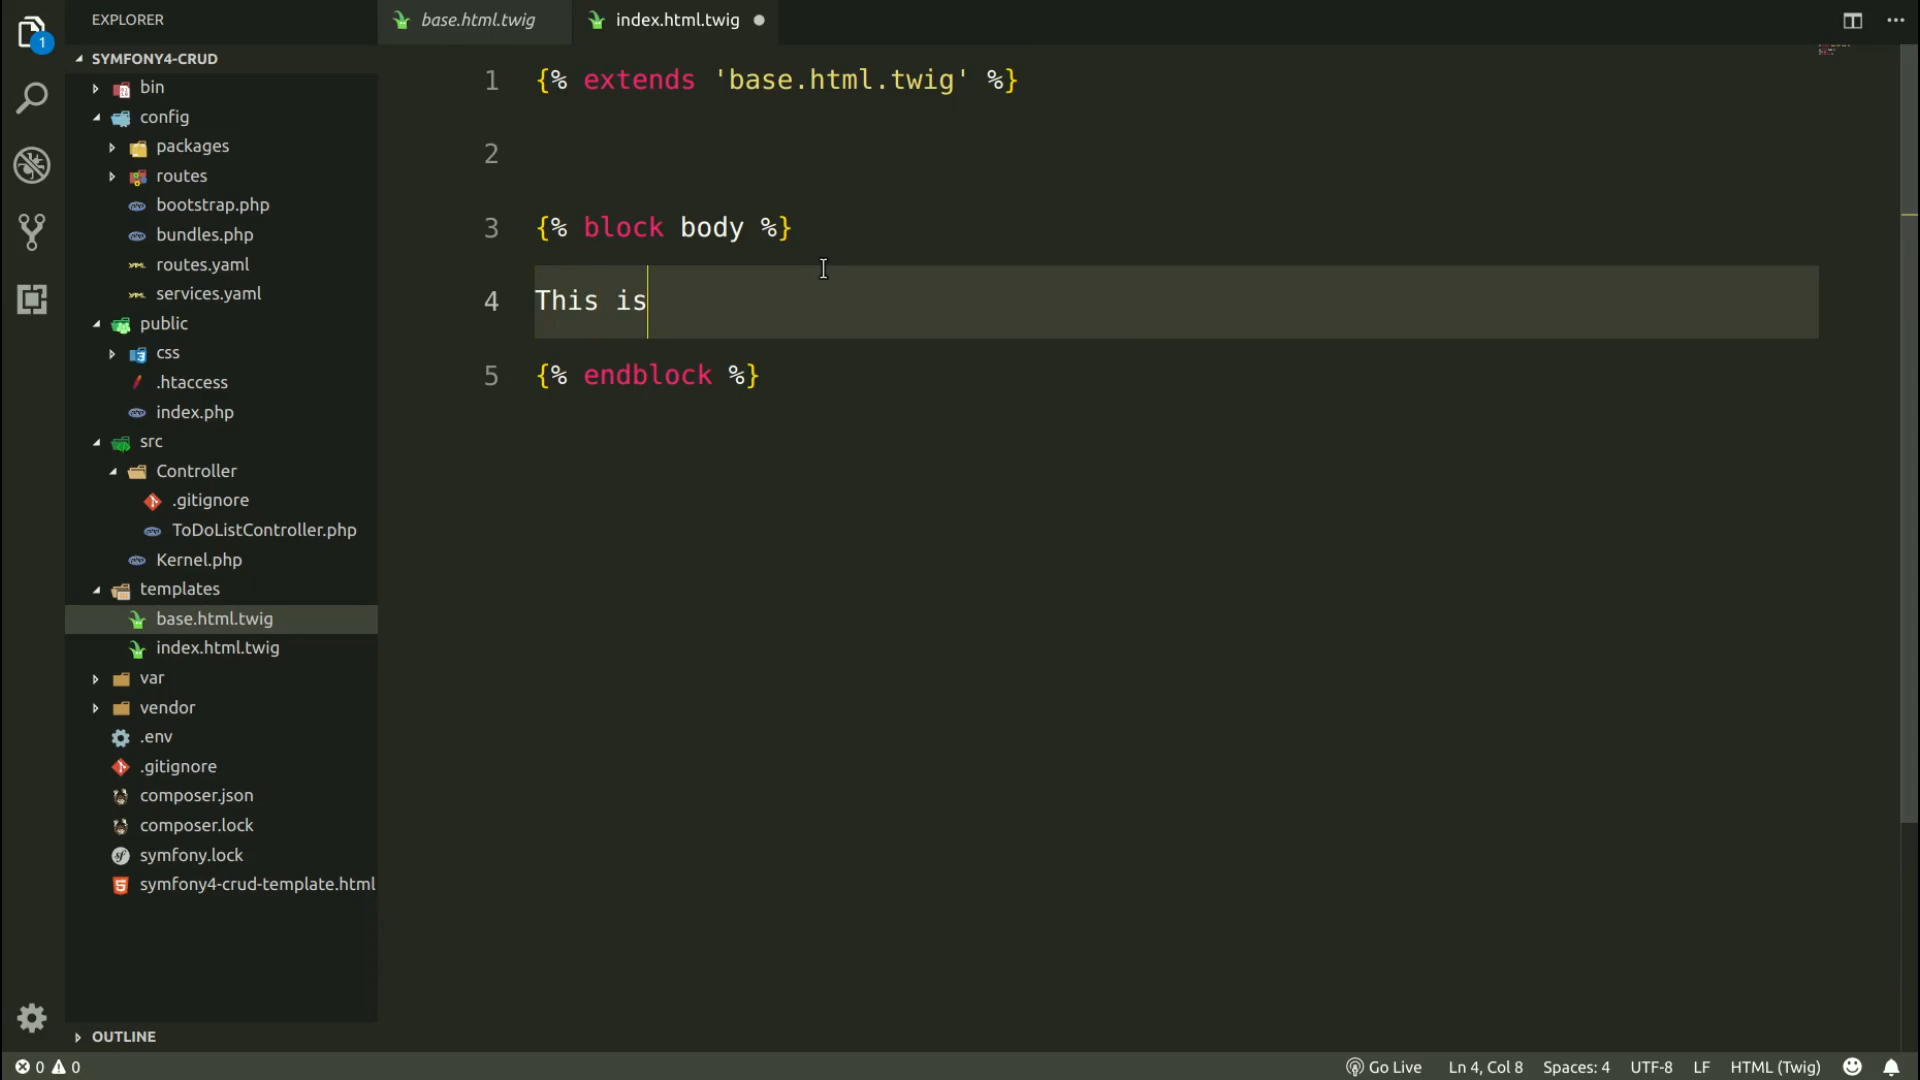 EXPLORER
SYMFONY4-CRUD
bin
config
packages
routes
bootstrap.php
bundles.php
routes.yaml
services.yaml
public
css
.htaccess
index.php
src
Controller
.gitignore
ToDoListController.php
Kernel.php
templates
base.html.twig
index.html.twig
var
vendor
.env
.gitignore
composer.json
composer.lock
symfony.lock
symfony4-crud-template.html
OUTLINE
1
base.html.twig
index.html.twig
1 {% extends 'base.html.twig' %}
2
3 {% block body %}
4 This is
5 {% endblock %}
0 0
Go Live
Ln 4, Col 8
Spaces: 4
UTF-8
LF
HTML (Twig)